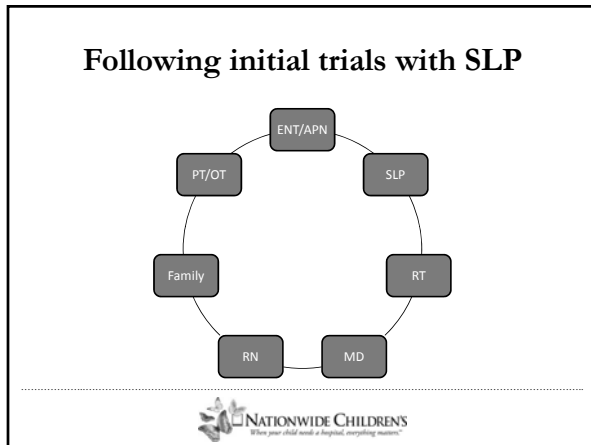 Following initial trials with SLP
ENT/APN
SLP
RT
MD
RN
Family
PT/OT
NATIONWIDE CHILDREN'S
When your child needs a hospital, everything matters.™